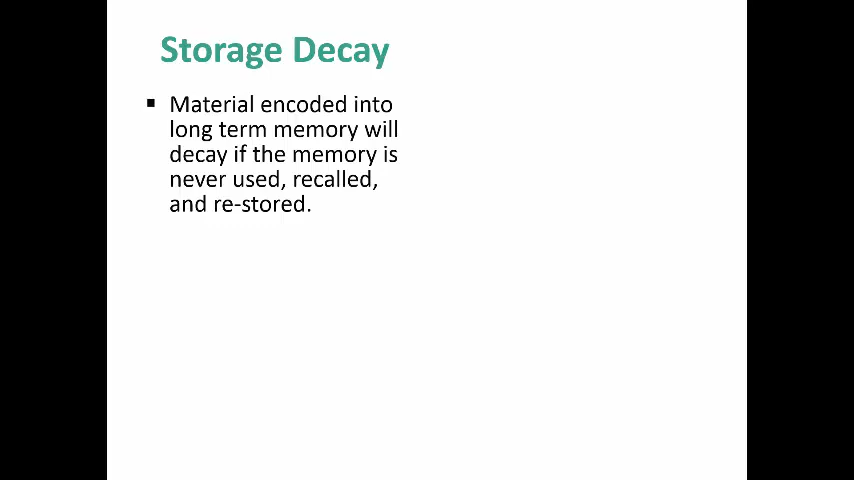 Storage Decay
▪ Material encoded into
long term memory will
decay if the memory is
never used, recalled,
and re-stored.